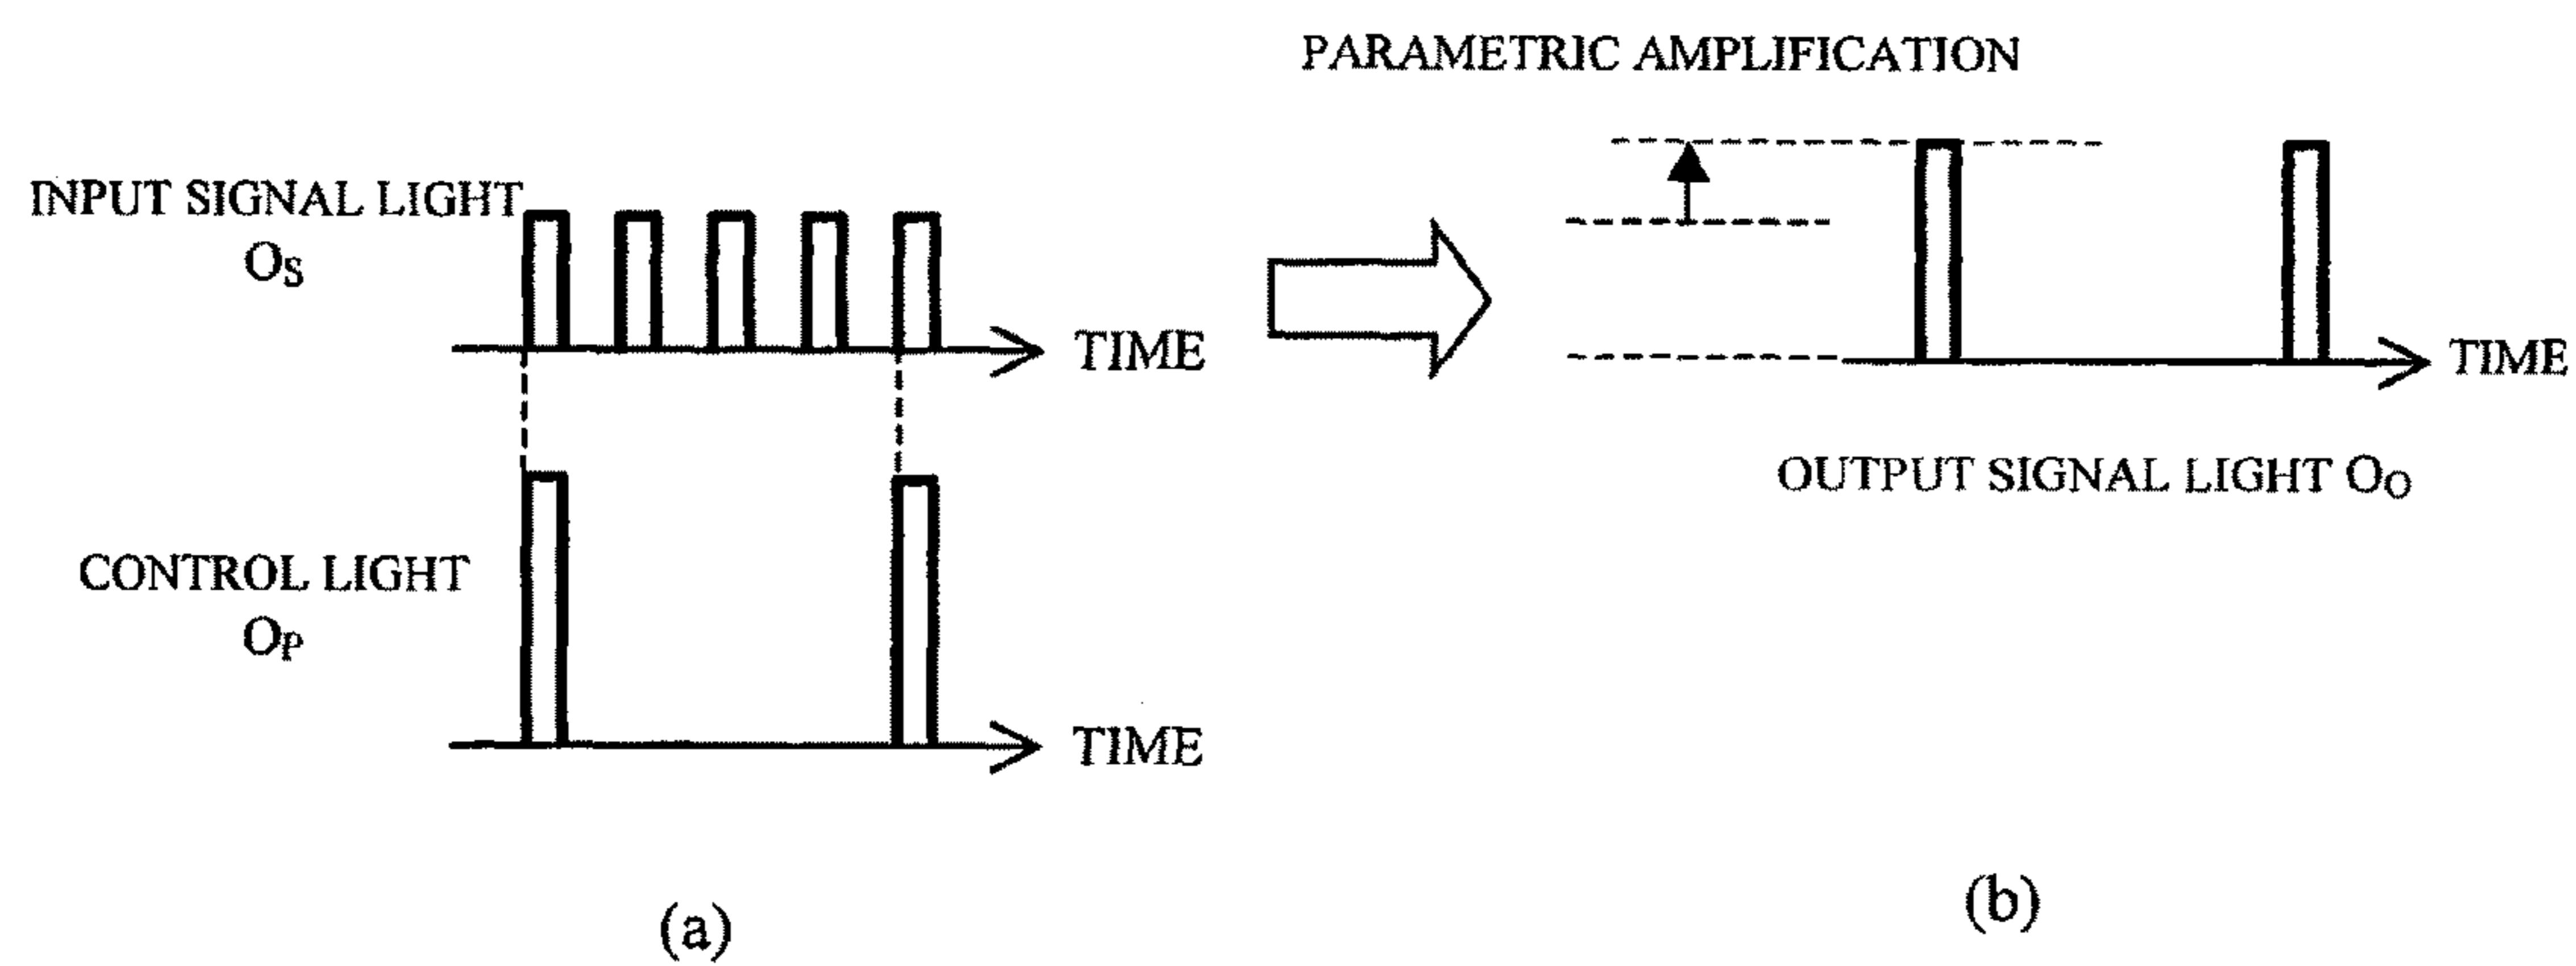 PARAMETRIC AMPLIFICATION
INPUT SIGNAL LIGHT
OS
TIME
TIME
OUTPUT SIGNAL LIGHT OO
CONTROL LIGHT
OP
TIME
(a)
(b)